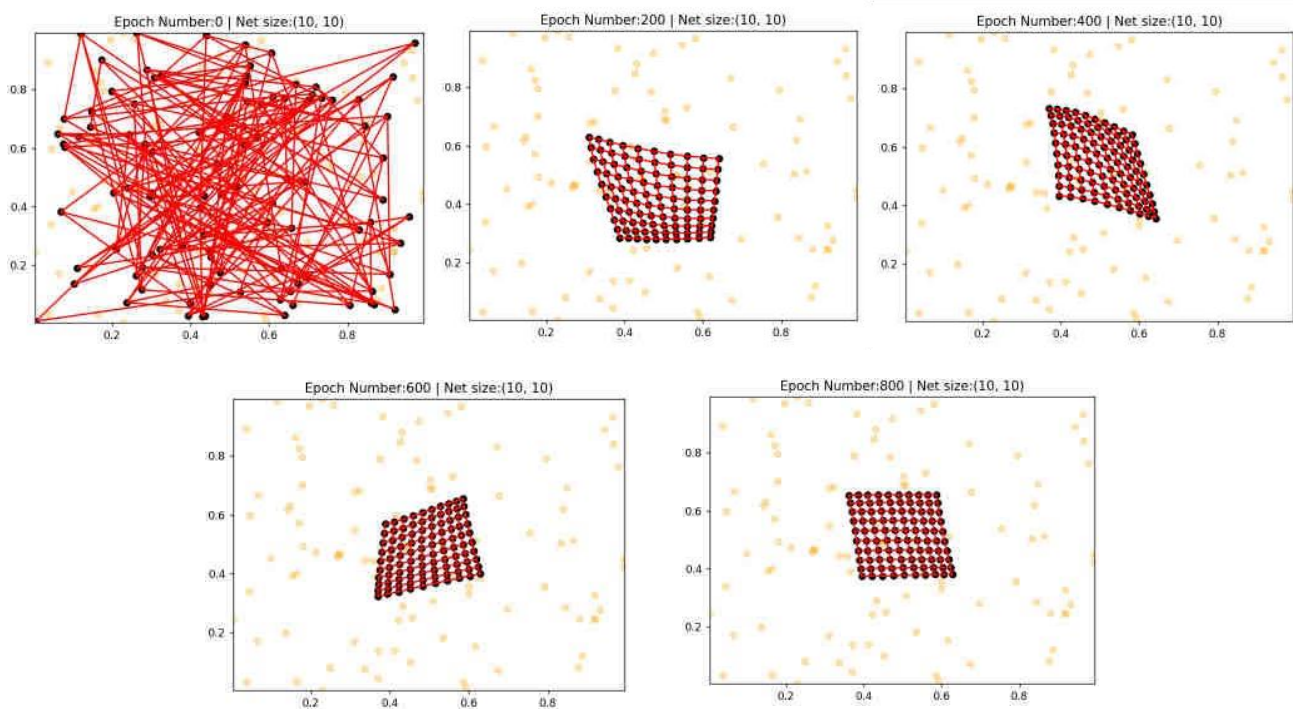 Epoch Number:0 | Net size:(10, 10)
0.8
0.6
0.4
0.2
0.2 0.4 0.6 0.8
Epoch Number:200 | Net size:(10, 10)
0.8
0.6
0.4
0.2
0.2 0.4 0.6 0.8
Epoch Number:400 | Net size:(10, 10)
0.8
0.6
0.4
0.2
0.2 0.4 0.6 0.8
Epoch Number:600 | Net size:(10, 10)
0.8
0.6
0.4
0.2
0.2 0.4 0.6 0.8
Epoch Number:800 | Net size:(10, 10)
0.8
0.6
0.4
0.2
0.2 0.4 0.6 0.8